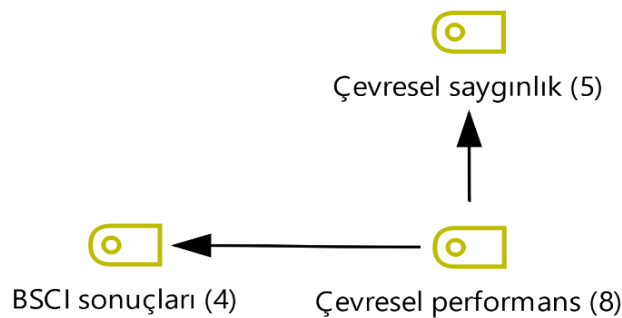 Çevresel saygınlık (5)
BSCI sonuçları (4)
Çevresel performans (8)